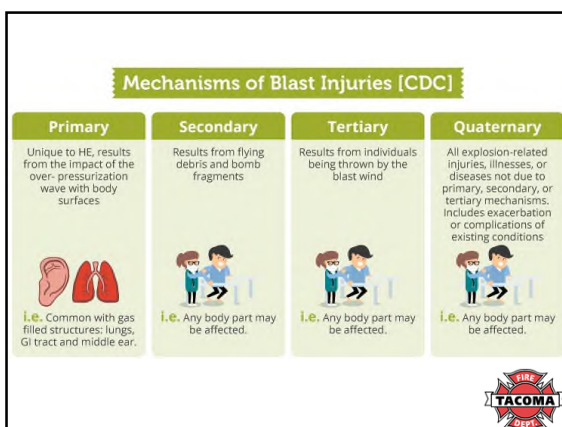 Mechanisms of Blast Injuries [CDC]
Primary
Unique to HE, results
from the impact of the
over- pressurization
wave with body
surfaces
i.e. Common with gas
filled structures: lungs,
GI tract and middle ear.
Secondary
Results from flying
debris and bomb
fragments
i.e. Any body part may
be affected.
Tertiary
Results from individuals
being thrown by the
blast wind
i.e. Any body part may
be affected.
Quaternary
All explosion-related
injuries, illnesses, or
diseases not due to
primary, secondary, or
tertiary mechanisms.
Includes exacerbation
or complications of
existing conditions
i.e. Any body part may
be affected.
FIRE
TACOMA
DEPT.